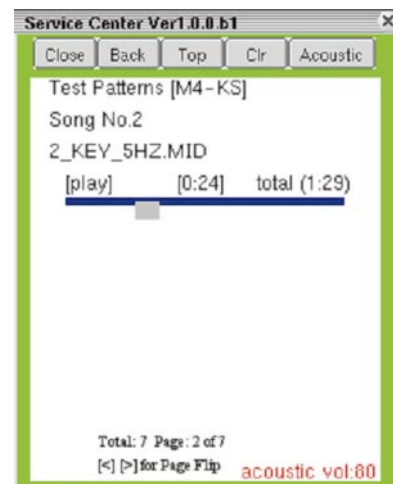 Service Center Ver1.0.0.b1
Close Back Top Clr Acoustic
Test Patterns [M4-KS]
Song No.2
2_KEY_5HZ.MID
[play] [0:24] total (1:29)
Total: 7 Page: 2 of 7
[<] [>] for Page Flip
acoustic vol:80